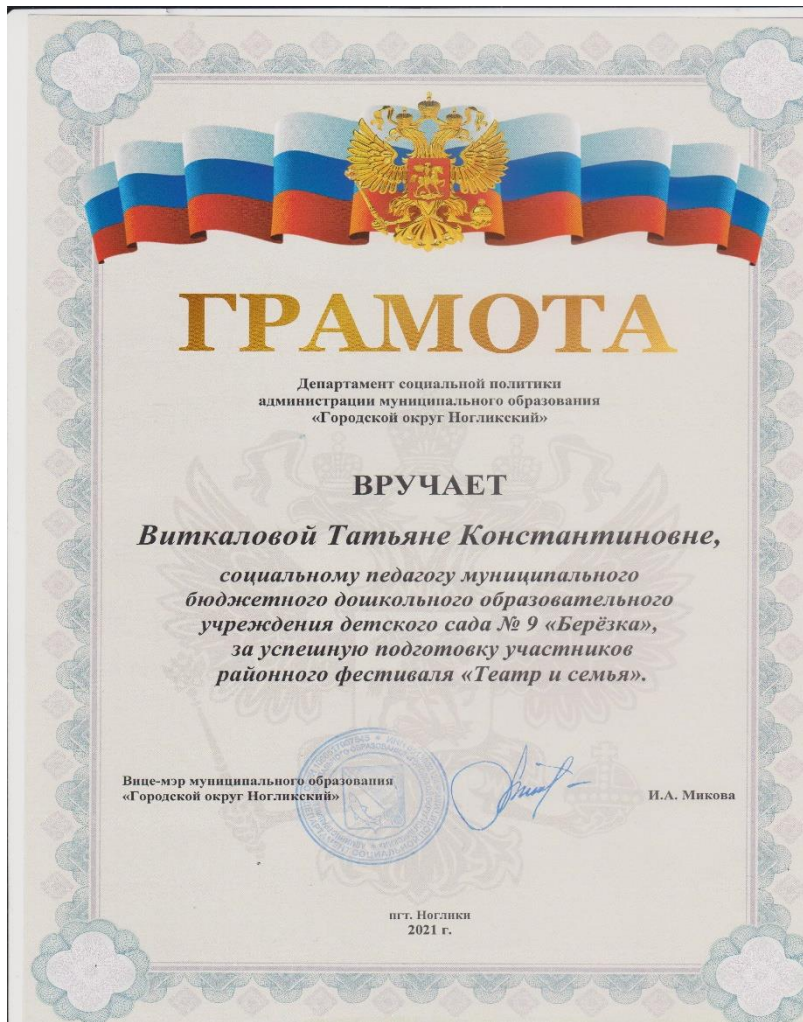 ГРАМОТА
Департамент социальной политики
администрации муниципального образования
«Городской округ Ногликский»
ВРУЧАЕТ
Виткаловой Татьяне Константиновне,
социальному педагогу муниципального
бюджетного дошкольного образовательного
учреждения детского сада № 9 «Берёзка»,
за успешную подготовку участников
районного фестиваля «Театр и семья».
Вице-мэр муниципального образования
«Городской округ Ногликский»
И.А. Микова
пгт. Ноглики
2021 г.